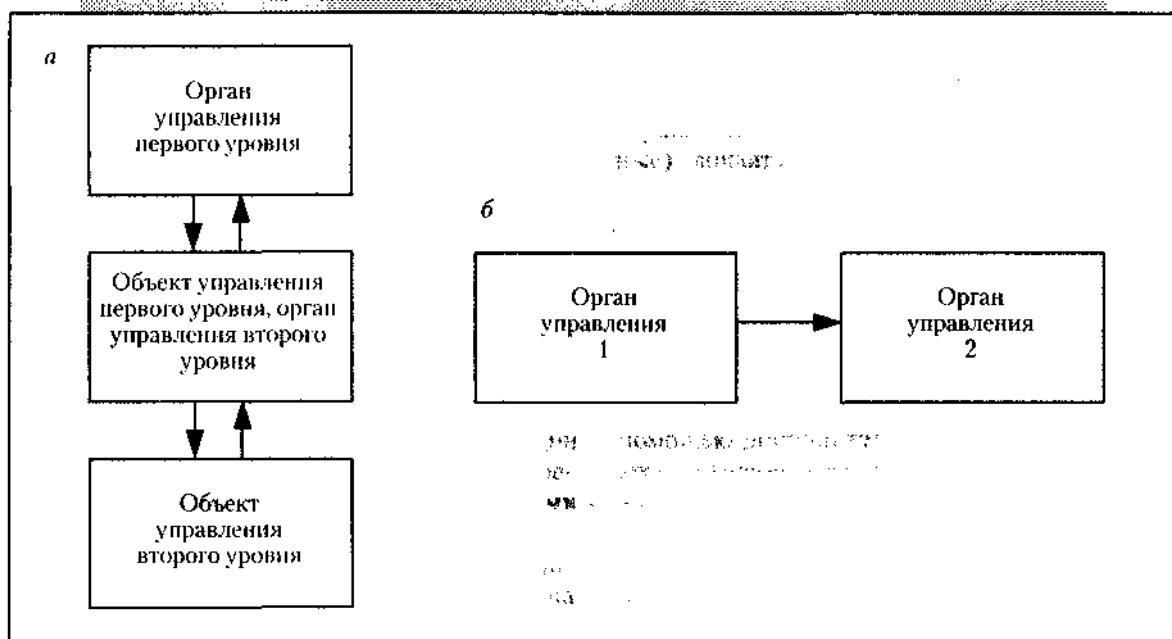 а
Орган
управления
первого уровня
Объект управления
первого уровня, орган
управления второго
уровня
Объект
управления
второго уровня
б
Орган
управления
1
Орган
управления
2